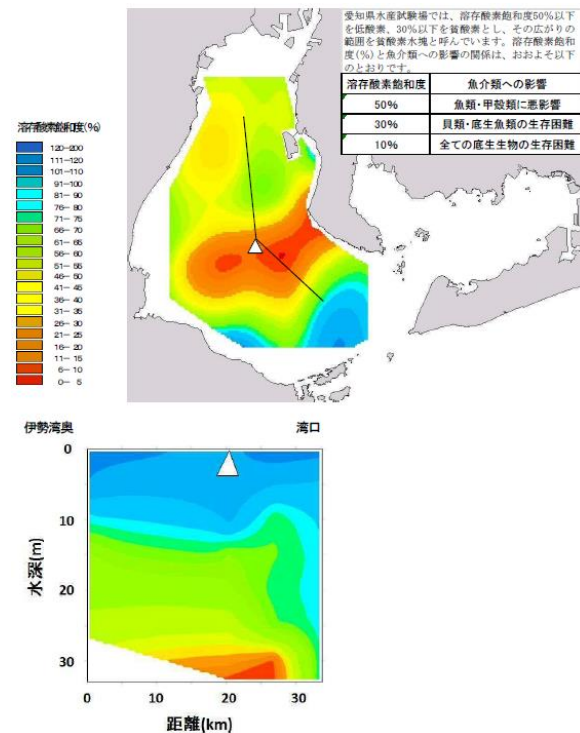 愛知県水産試験場では、溶存酸素飽和度50%以下
を低酸素、30%以下を貧酸素とし、その広がりの
範囲を貧酸素水塊と呼んでいます。溶存酸素飽和
度(%)と魚介類への影響の関係は、おおよそ以下
のとおりです。
溶存酸素飽和度 魚介類への影響
50% 魚類・甲殻類に悪影響
30% 貝類・底生魚類の生存困難
10% 全ての底生生物の生存困難
溶存酸素飽和度(%)
120-200
111-120
101-110
91-100
81-90
76-80
71-75
66-70
61-65
56-60
51-55
46-50
41-45
36-40
31-35
26-30
21-25
16-20
11-15
6-10
0-5
伊勢湾奥 湾口
0
10
20
30
水深(m)
0 10 20 30
距離(km)